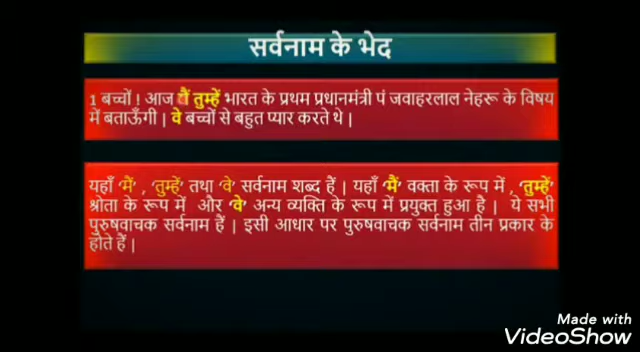 सर्वनाम के भेद
1 बच्चों ! आज मैं तुम्हें भारत के प्रथम प्रधानमंत्री पं जवाहरलाल नेहरू के विषय
में बताऊँगी | वे बच्चों से बहुत प्यार करते थे |
यहाँ ‘में’ , ‘तुम्हें’ तथा ‘वे’ सर्वनाम शब्द हैं | यहाँ ‘मैं’ वक्ता के रूप में , ‘तुम्हें’
श्रोता के रूप में और ‘वे’ अन्य व्यक्ति के रूप में प्रयुक्त हुआ है | ये सभी
पुरुषवाचक सर्वनाम हैं | इसी आधार पर पुरुषवाचक सर्वनाम तीन प्रकार के
होते हैं |
Made with
VideoShow